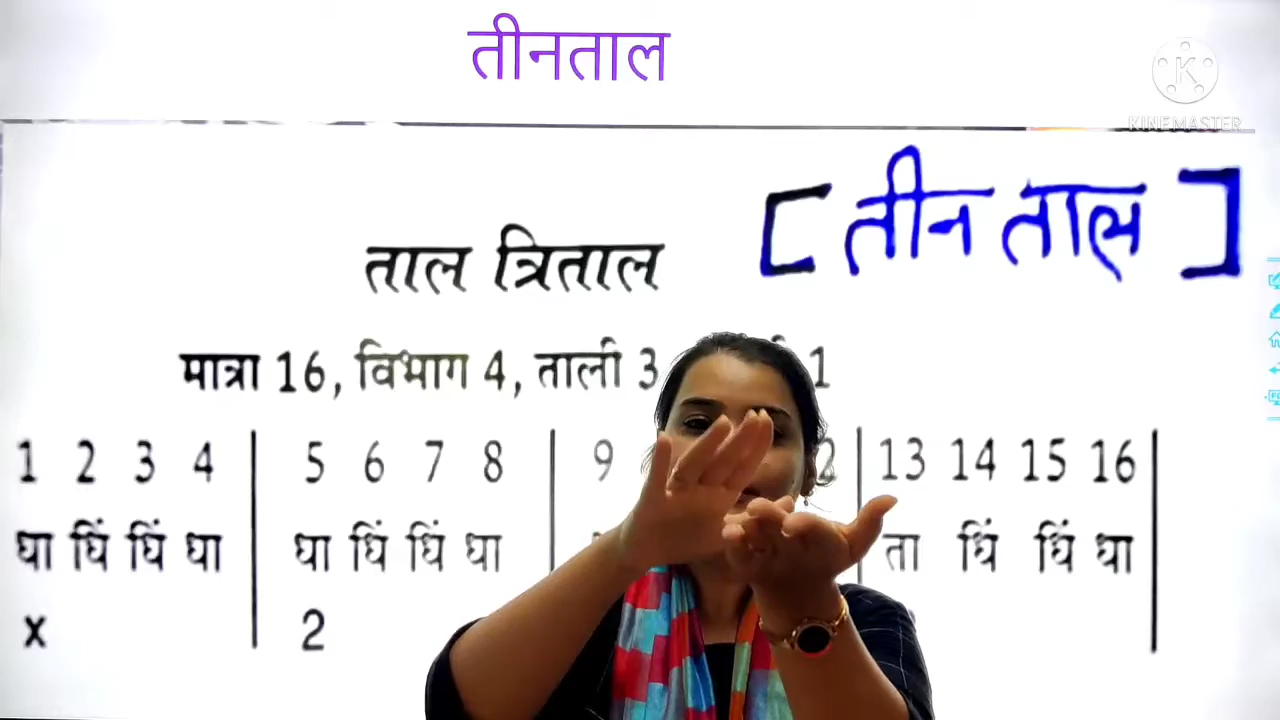 तीनताल
KINEMASTER
[ तीन ताल ]
ताल त्रिताल
मात्रा 16, विभाग 4, ताली 3 1
1 2 3 4 | 5 6 7 8 | 9 2 | 13 14 15 16 |
धा धिं धिं धा | धा धिं धिं धा | ता धिं धिं धा |
x 2